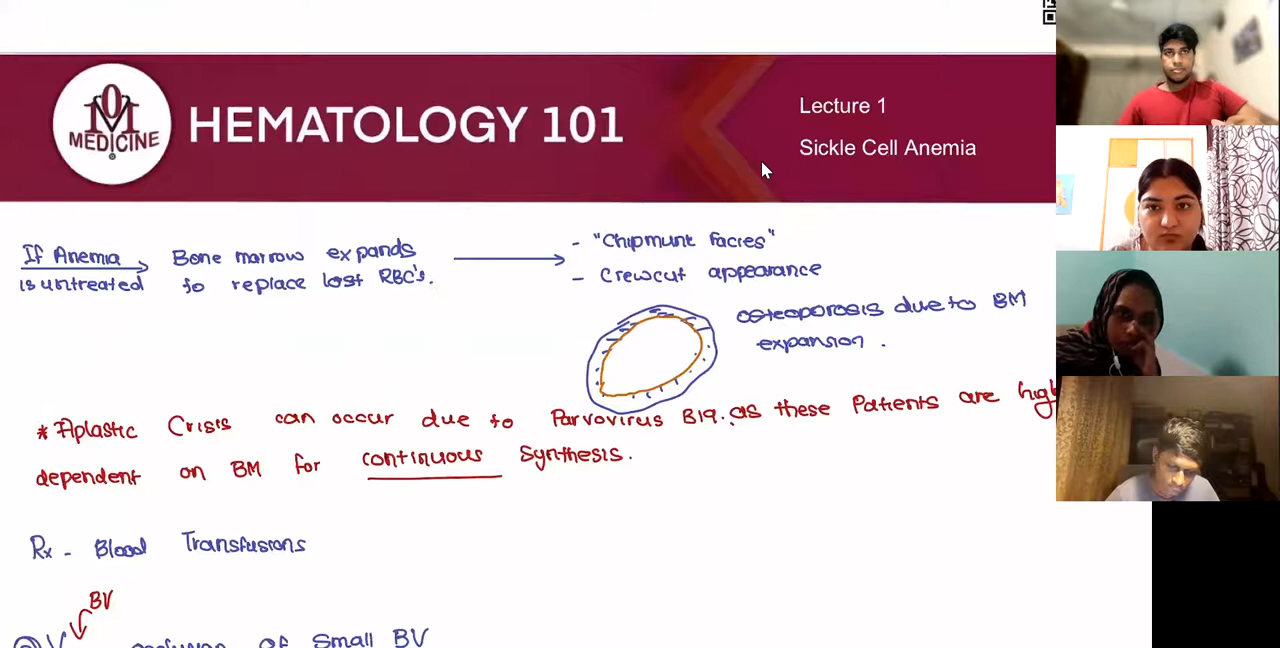 MEDICINE
HEMATOLOGY 101
Lecture 1
Sickle Cell Anemia
If Anemia
is untreated
Bone marrow expands
to replace lost RBC's.
- "Chipmunk Facies"
- Crewcut appearance
osteoporosis due to BM
expansion.
*Aplastic Crisis can occur due to Parvovirus B19. as these Patients are
dependent on BM for continuous Synthesis.
Rx - Blood Transfusions
BV
of Small BV